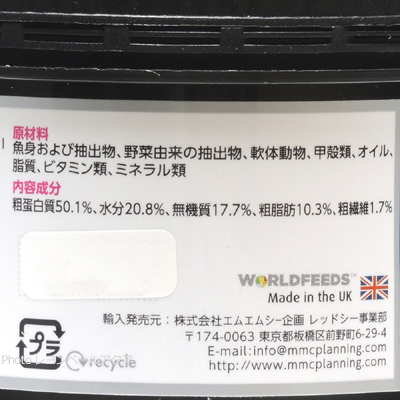 原材料
魚身および抽出物、野菜由来の抽出物、軟体動物、甲殻類、オイル、
脂質、ビタミン類、ミネラル類
内容成分
粗蛋白質50.1%、水分20.8%、無機質17.7%、粗脂肪10.3%、粗繊維1.7%
WORLDFEEDS
Made in the UK
輸入発売元:株式会社エムエムシー企画 レッドシー事業部
〒174-0063 東京都板橋区前野町6-29-4
E-mail:info@mmcplanning.com
http://www.mmcplanning.com
プラ
recycle